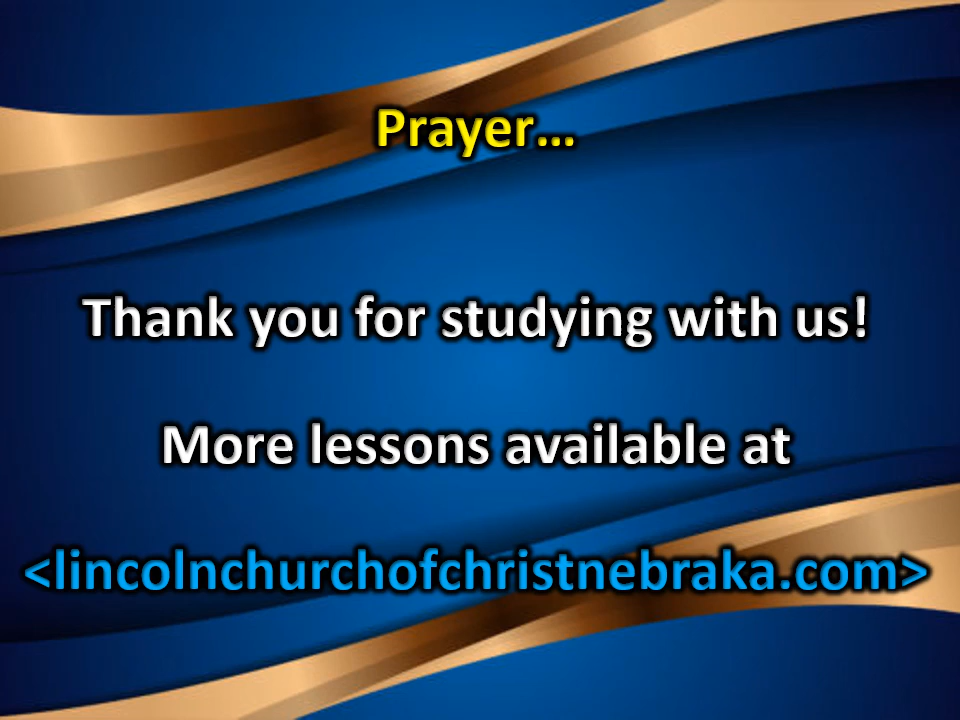 Prayer…
Thank you for studying with us!
More lessons available at
<lincolnchurchofchristnebraka.com>